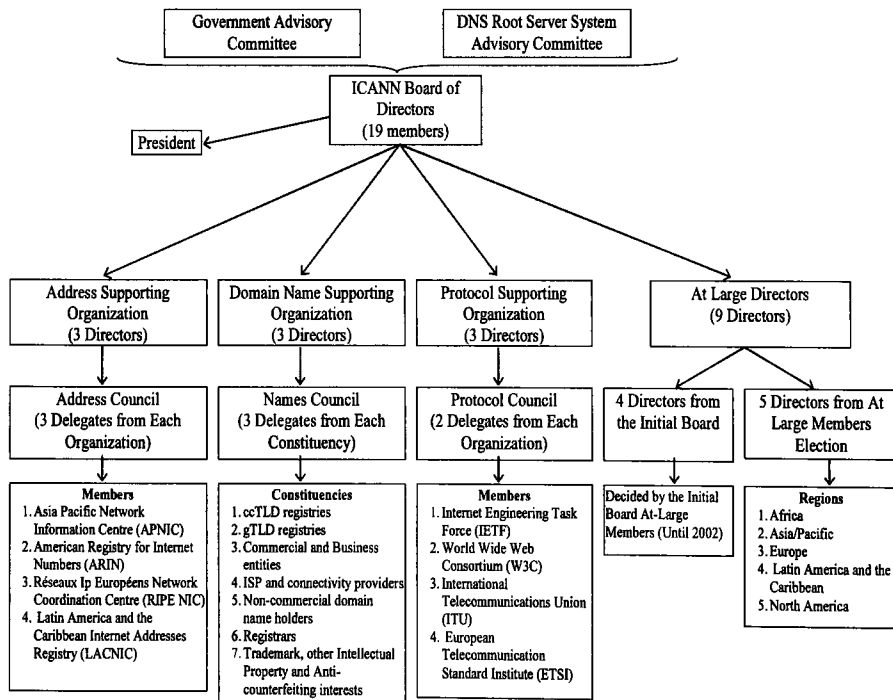 Government Advisory
Committee
DNS Root Server System
Advisory Committee
ICANN Board of
Directors
(19 members)
President
Address Supporting
Organization
(3 Directors)
Domain Name Supporting
Organization
(3 Directors)
Protocol Supporting
Organization
(3 Directors)
At Large Directors
(9 Directors)
Address Council
(3 Delegates from Each
Organization)
Names Council
(3 Delegates from Each
Constituency)
Protocol Council
(2 Delegates from Each
Organization)
4 Directors from
the Initial Board
5 Directors from At
Large Members
Election
Members
1. Asia Pacific Network
Information Centre (APNIC)
2. American Registry for Internet
Numbers (ARIN)
3. Réseaux Ip Européens Network
Coordination Centre (RIPE NIC)
4. Latin America and the
Caribbean Internet Addresses
Registry (LACNIC)
Constituencies
1. ccTLD registries
2. gTLD registries
3. Commercial and Business
entities
4. ISP and connectivity providers
5. Non-commercial domain
name holders
6. Registrars
7. Trademark, other Intellectual
Property and Anti-
counterfeiting interests
Members
1. Internet Engineering Task
Force (IETF)
2. World Wide Web
Consortium (W3C)
3. International
Telecommunications Union
(ITU)
4. European
Telecommunication
Standard Institute (ETSI)
Decided by the Initial
Board At-Large
Members (Until 2002)
Regions
1. Africa
2. Asia/Pacific
3. Europe
4. Latin America and the
Caribbean
5. North America